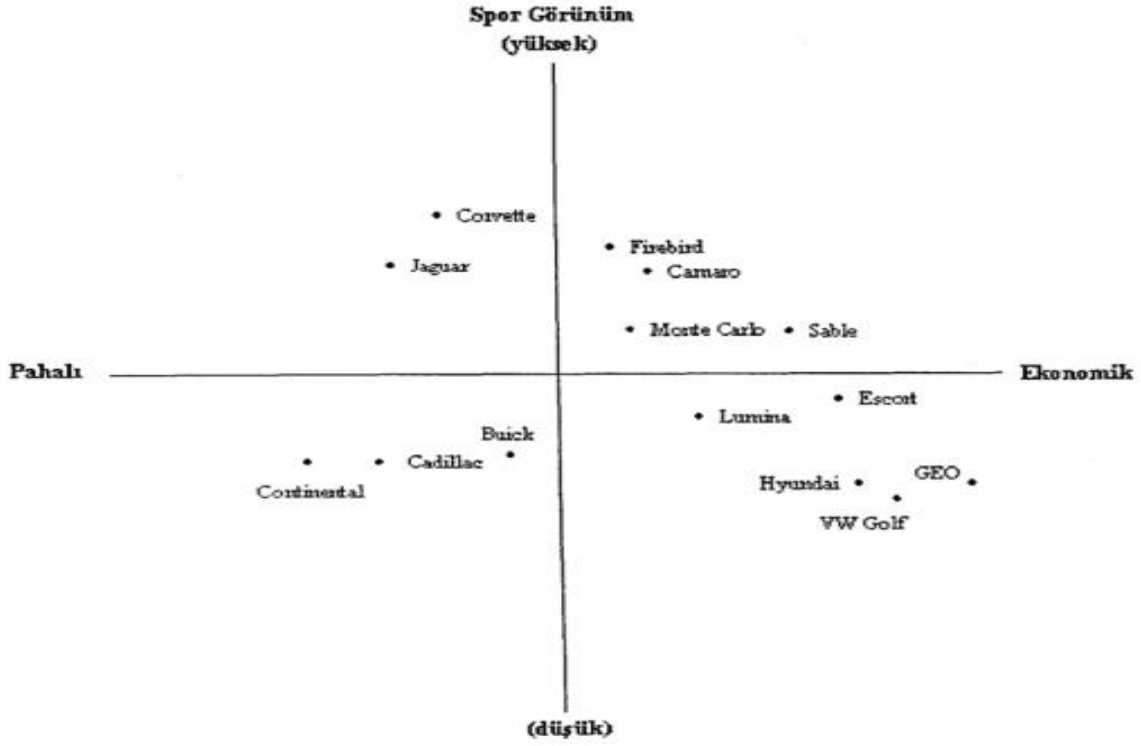 Spor Görünüm
(yüksek)
Corvette
Firebird
Jaguar
Camaro
Monte Carlo
Sable
Pahalı
Ekonomik
Escort
Lumina
Buick
Cadillac
Continental
Hyundai
GEO
VW Golf
(düşük)